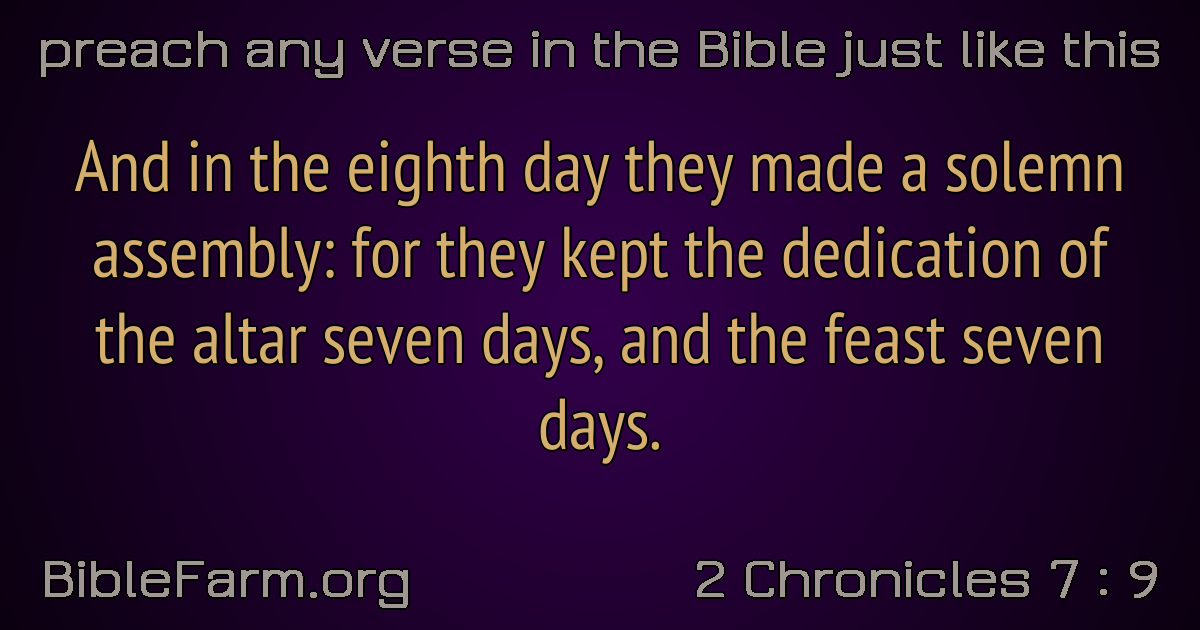 preach any verse in the Bible just like this
And in the eighth day they made a solemn
assembly: for they kept the dedication of
the altar seven days, and the feast seven
days.
BibleFarm.org
2 Chronicles 7 : 9